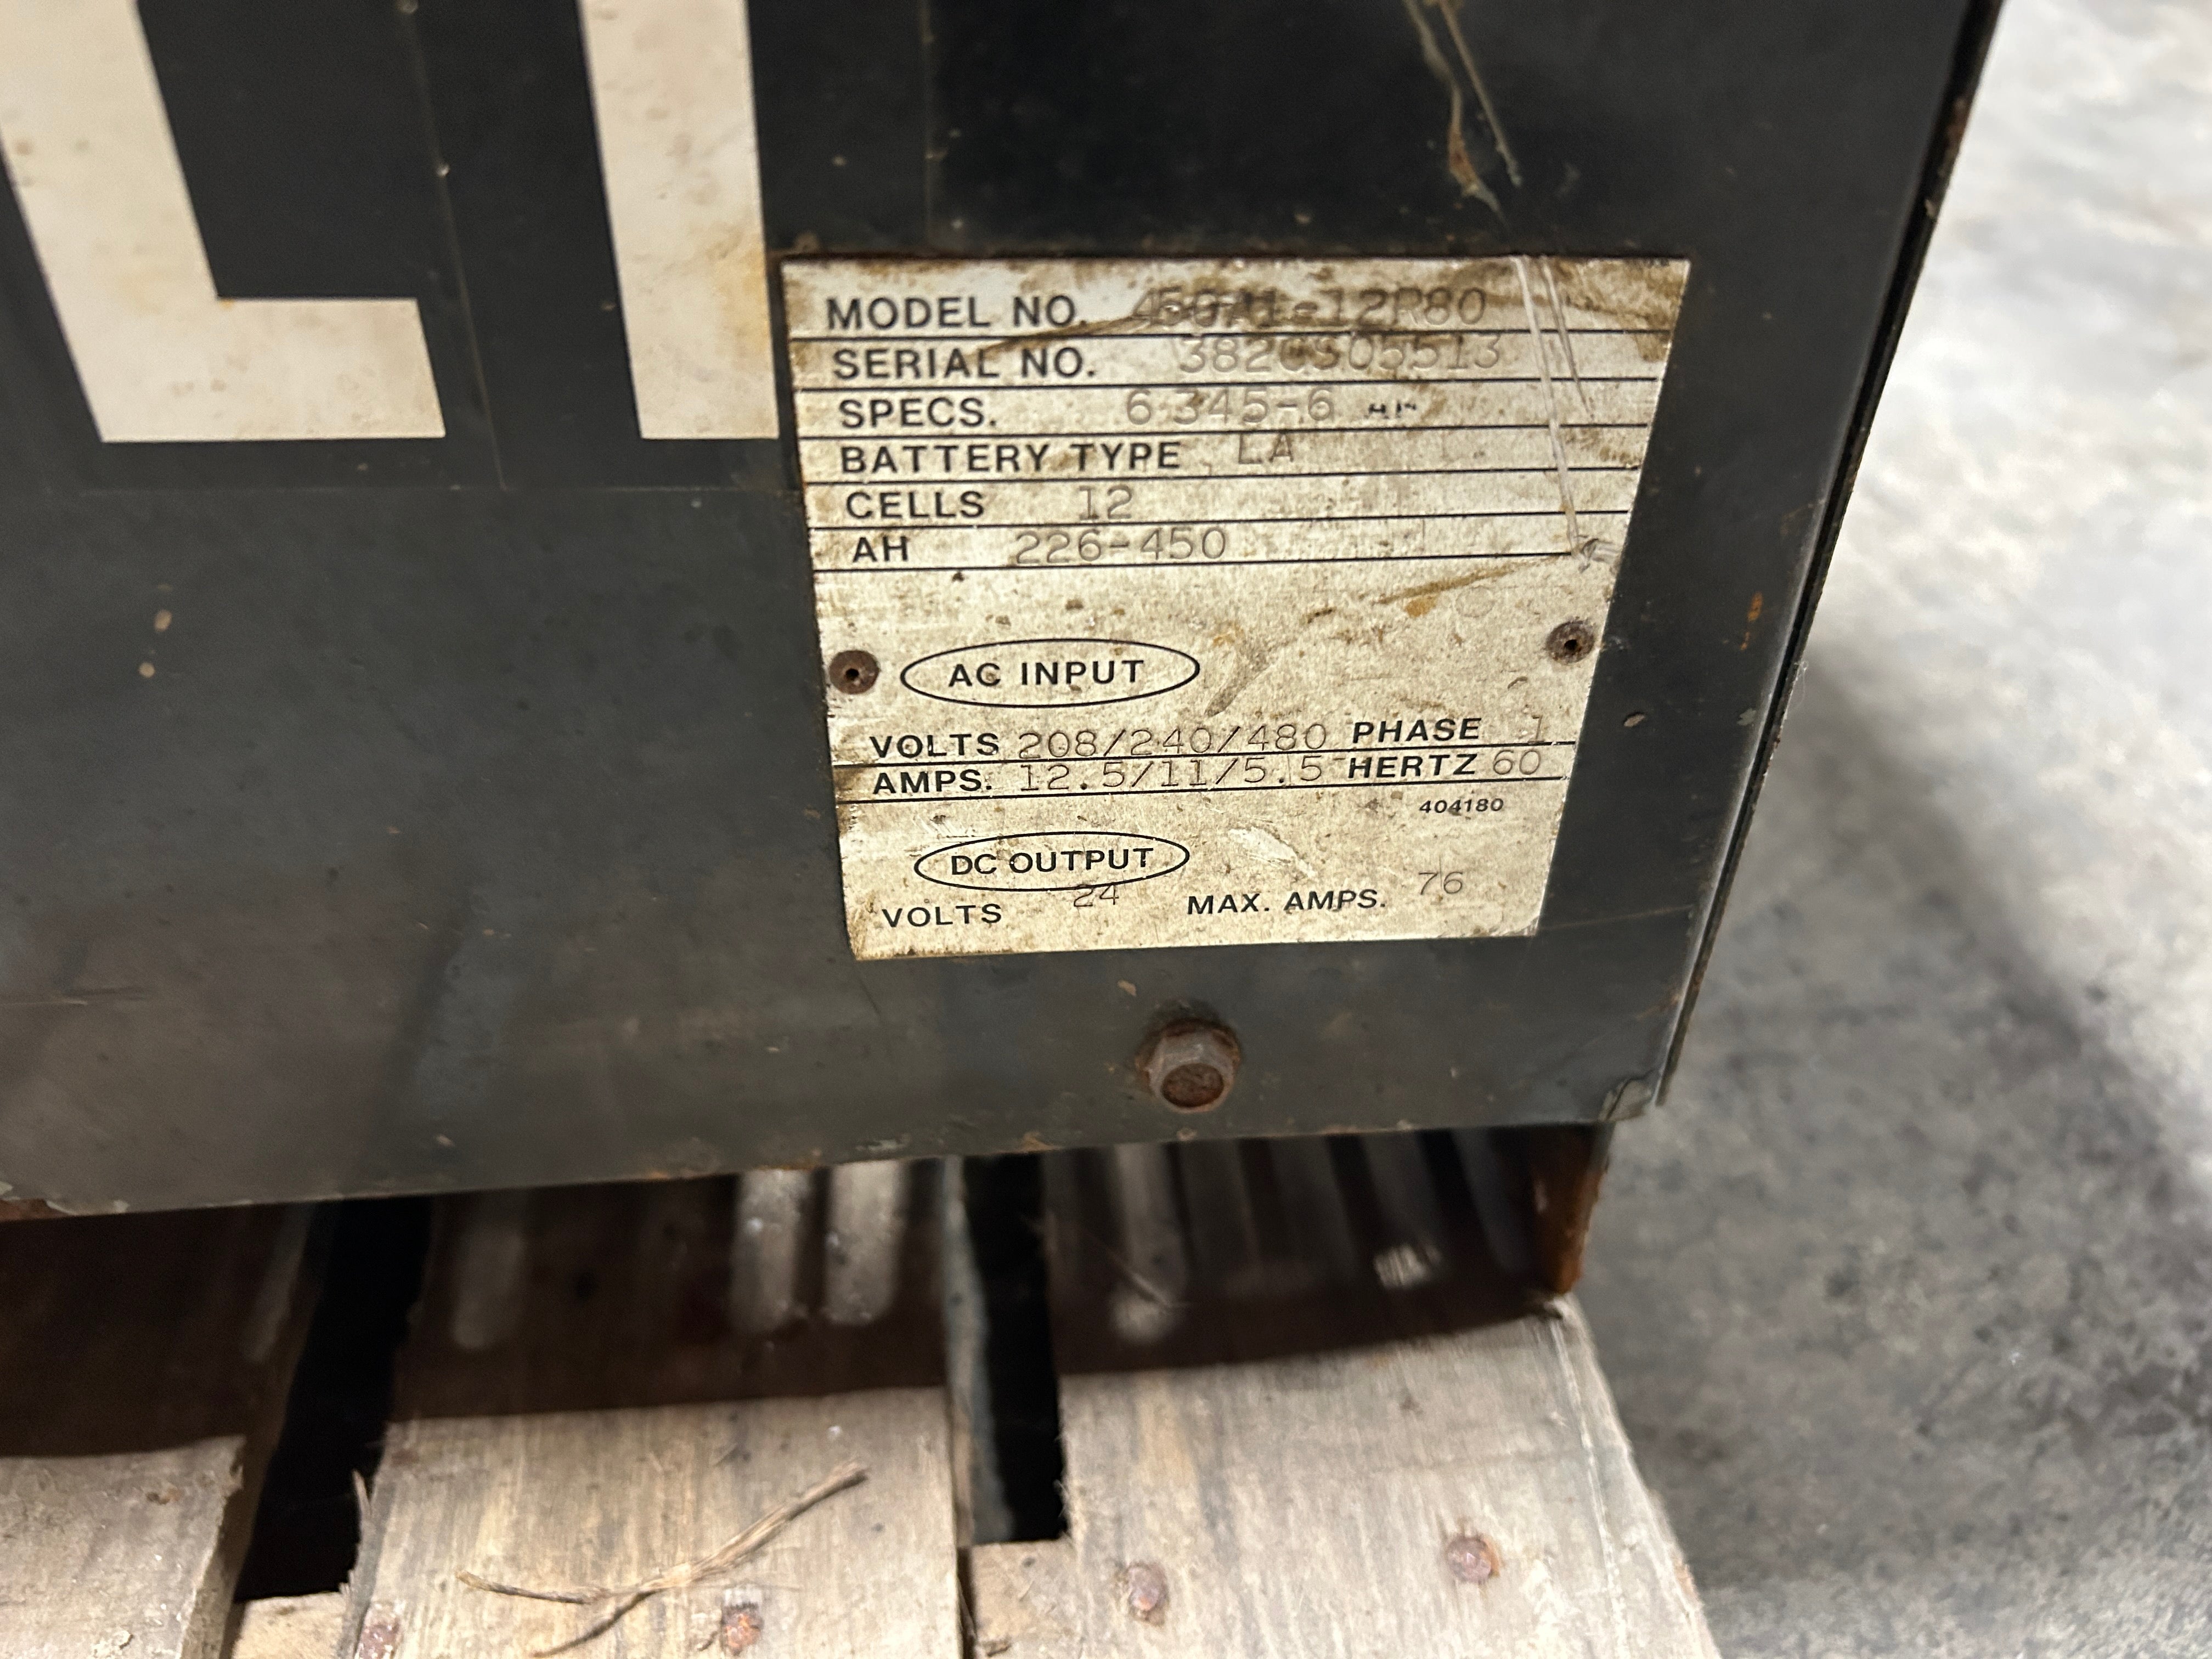 LI
MODEL NO. 450A1-12R80
SERIAL NO. 382CS05513
SPECS. 6345-6
BATTERY TYPE LA
CELLS 12
AH 226-450
AC INPUT
VOLTS 208/240/480 PHASE 1
AMPS. 12.5/11/5.5 HERTZ 60
404180
DC OUTPUT
VOLTS 24 MAX. AMPS. 76